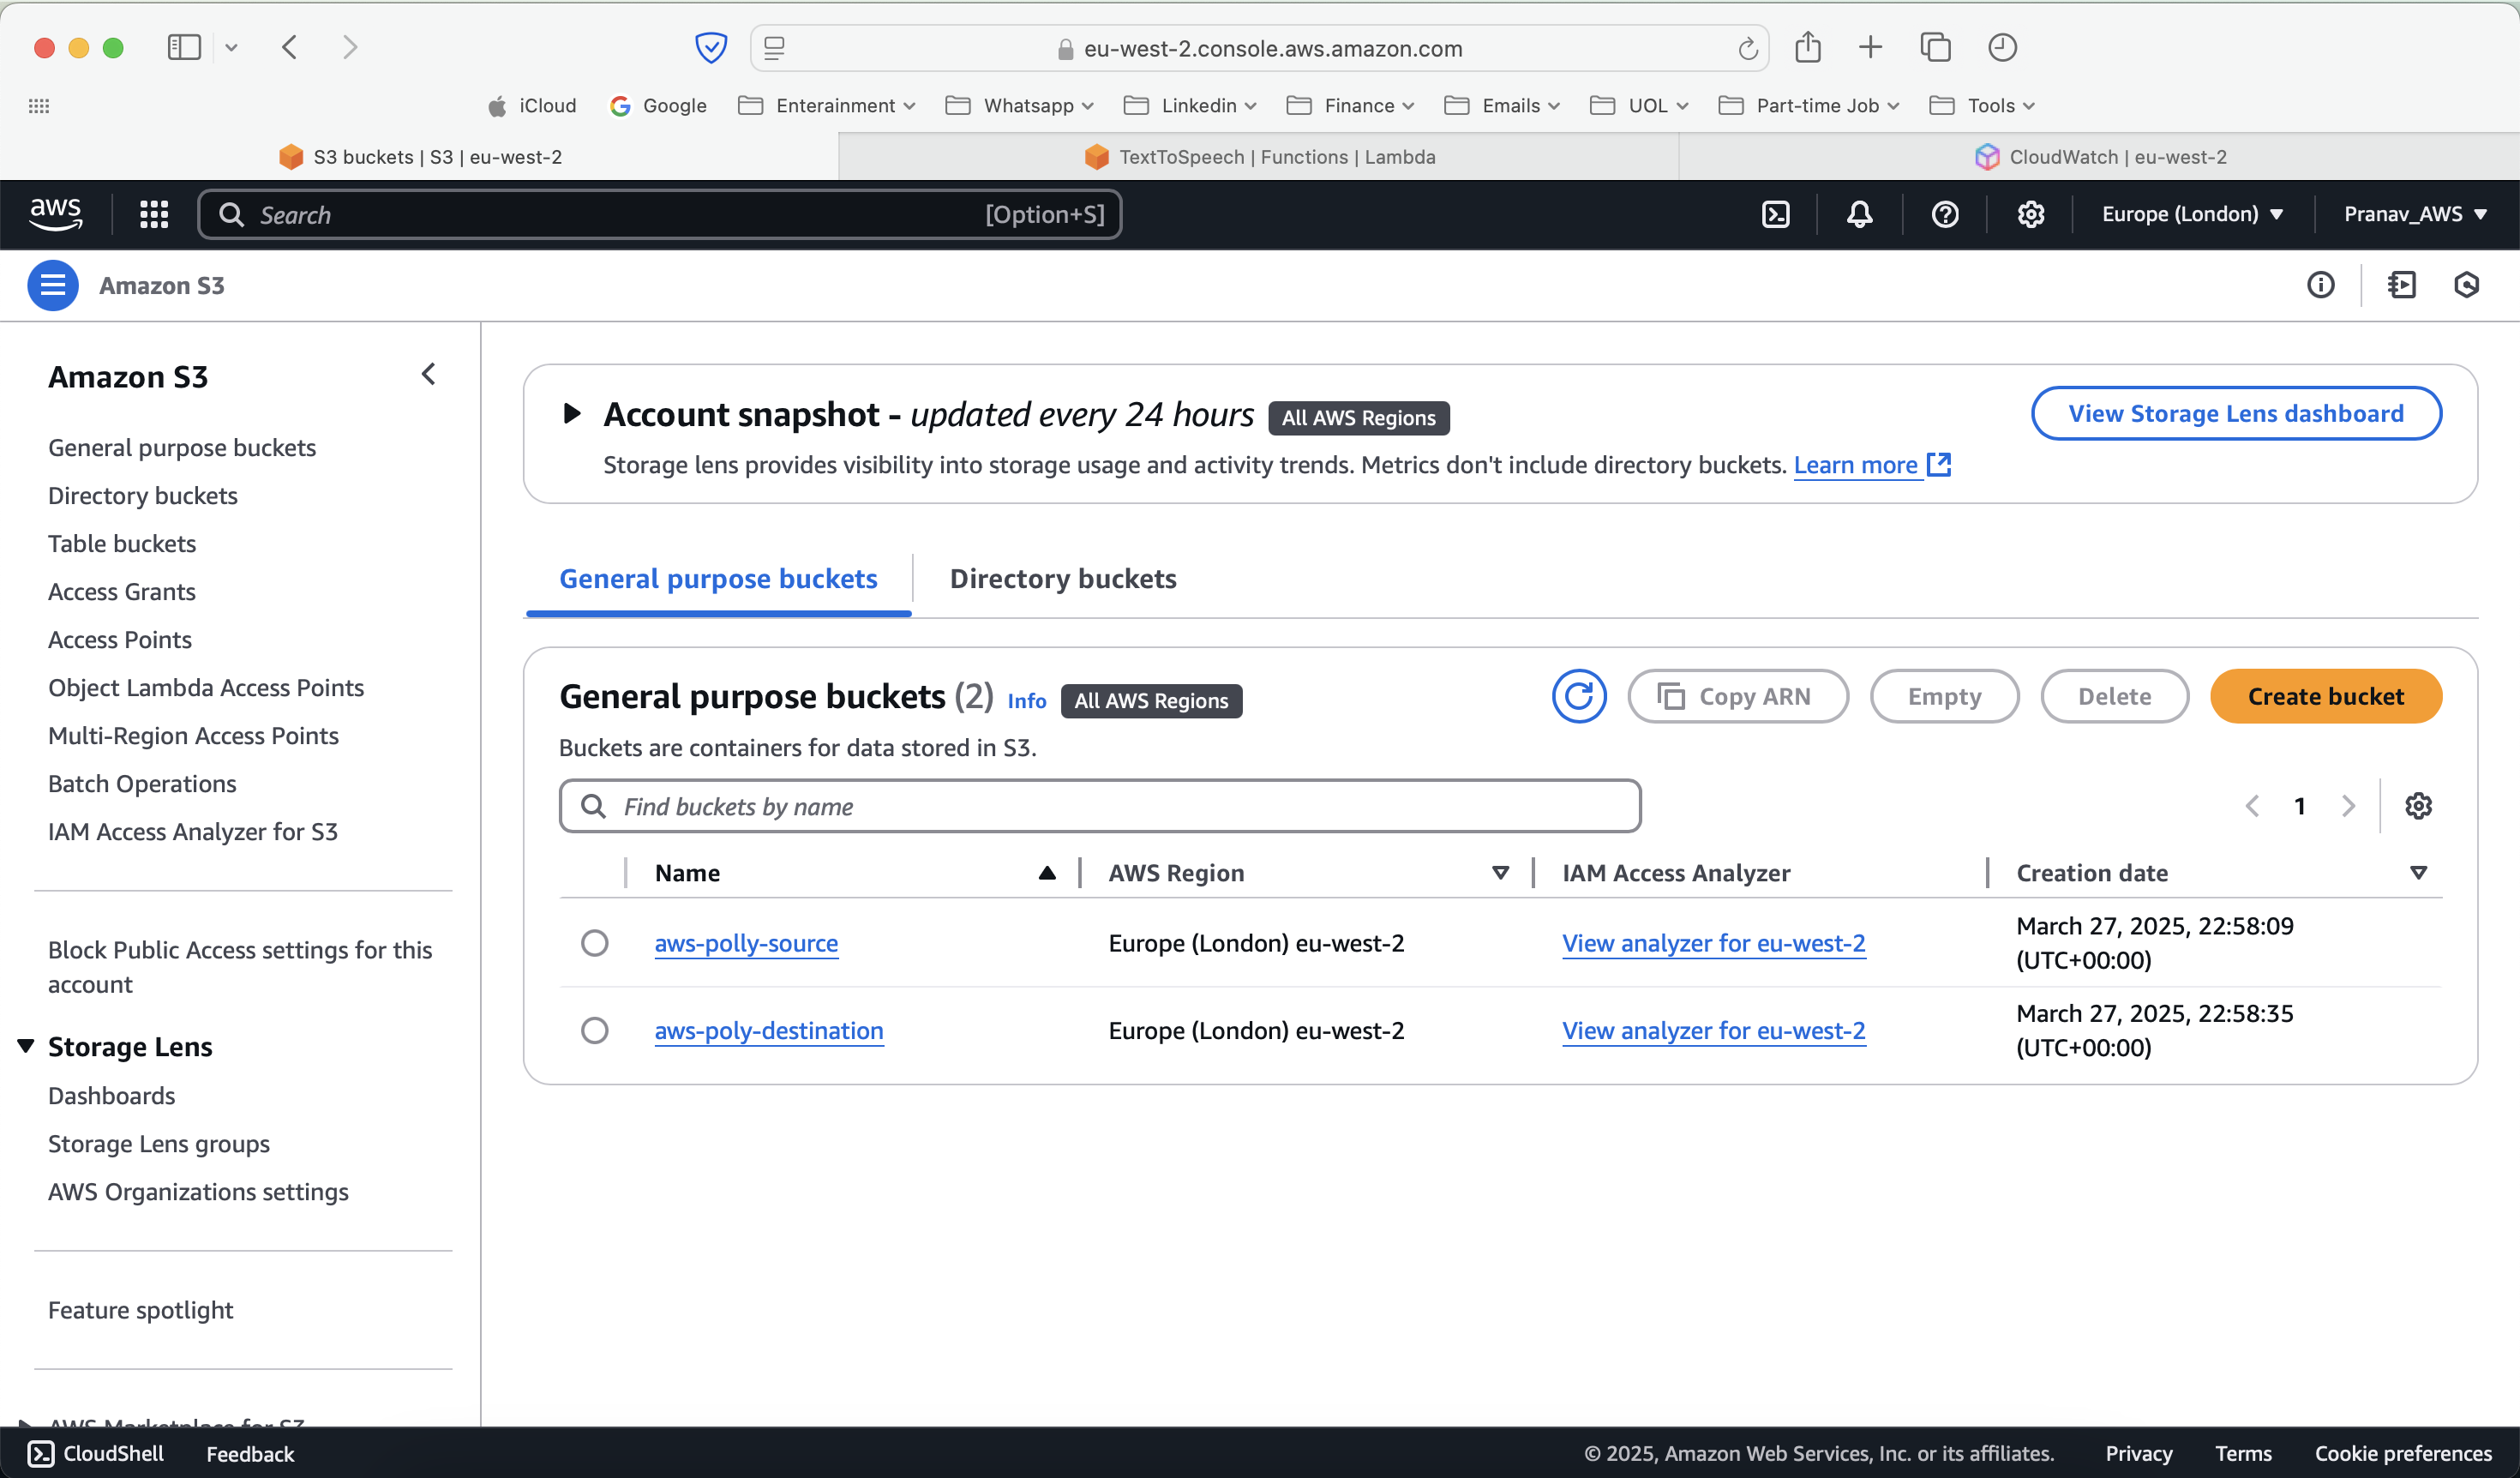 eu-west-2.console.aws.amazon.com
iCloud Google Enterainment Whatsapp Linkedin Finance Emails UOL Part-time Job Tools
S3 buckets | S3 | eu-west-2 TextToSpeech | Functions | Lambda CloudWatch | eu-west-2
aws Search [Option+S] Europe (London) Pranav_AWS
Amazon S3
Amazon S3
General purpose buckets
Directory buckets
Table buckets
Access Grants
Access Points
Object Lambda Access Points
Multi-Region Access Points
Batch Operations
IAM Access Analyzer for S3
Block Public Access settings for this
account
Storage Lens
Dashboards
Storage Lens groups
AWS Organizations settings
Feature spotlight
AWS Marketplace for S3
Account snapshot - updated every 24 hours All AWS Regions View Storage Lens dashboard
Storage lens provides visibility into storage usage and activity trends. Metrics don't include directory buckets. Learn more
General purpose buckets Directory buckets
General purpose buckets (2) Info All AWS Regions Copy ARN Empty Delete Create bucket
Buckets are containers for data stored in S3.
Find buckets by name 1
Name AWS Region IAM Access Analyzer Creation date
aws-polly-source Europe (London) eu-west-2 View analyzer for eu-west-2 March 27, 2025, 22:58:09
(UTC+00:00)
aws-poly-destination Europe (London) eu-west-2 View analyzer for eu-west-2 March 27, 2025, 22:58:35
(UTC+00:00)
CloudShell Feedback © 2025, Amazon Web Services, Inc. or its affiliates. Privacy Terms Cookie preferences